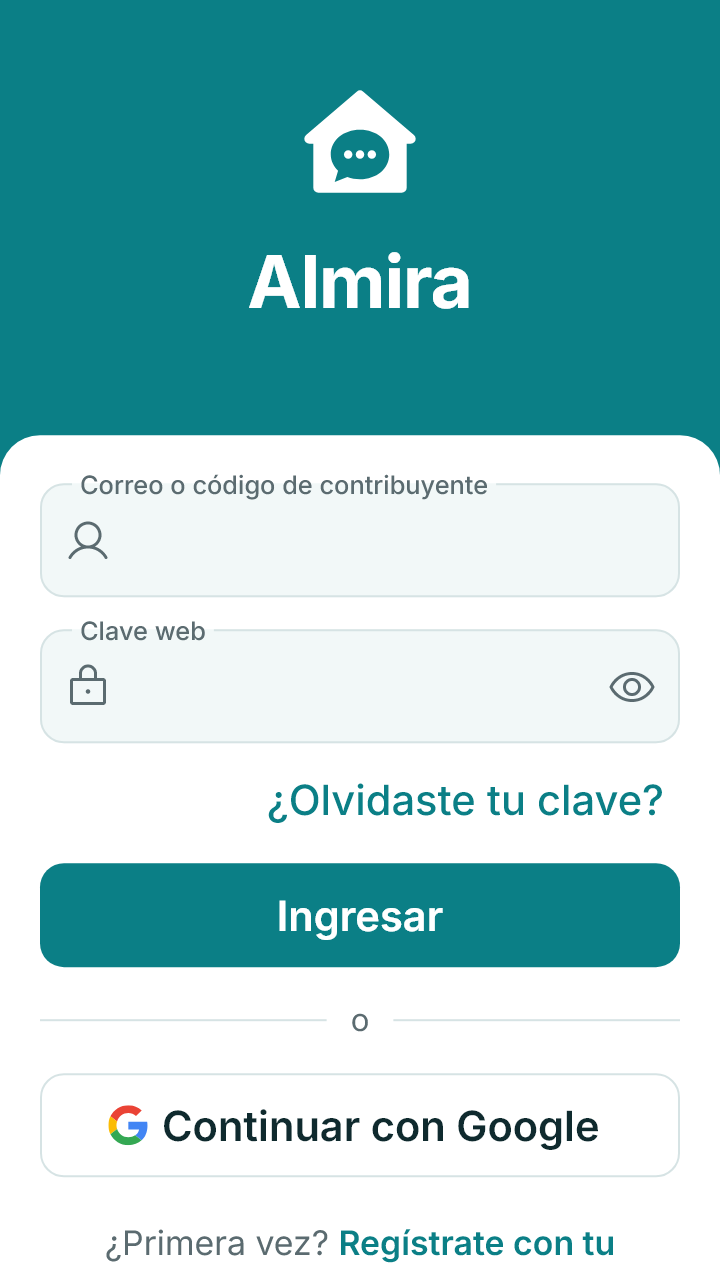 Almira
Correo o código de contribuyente
Clave web
¿Olvidaste tu clave?
Ingresar
o
Continuar con Google
¿Primera vez? Regístrate con tu